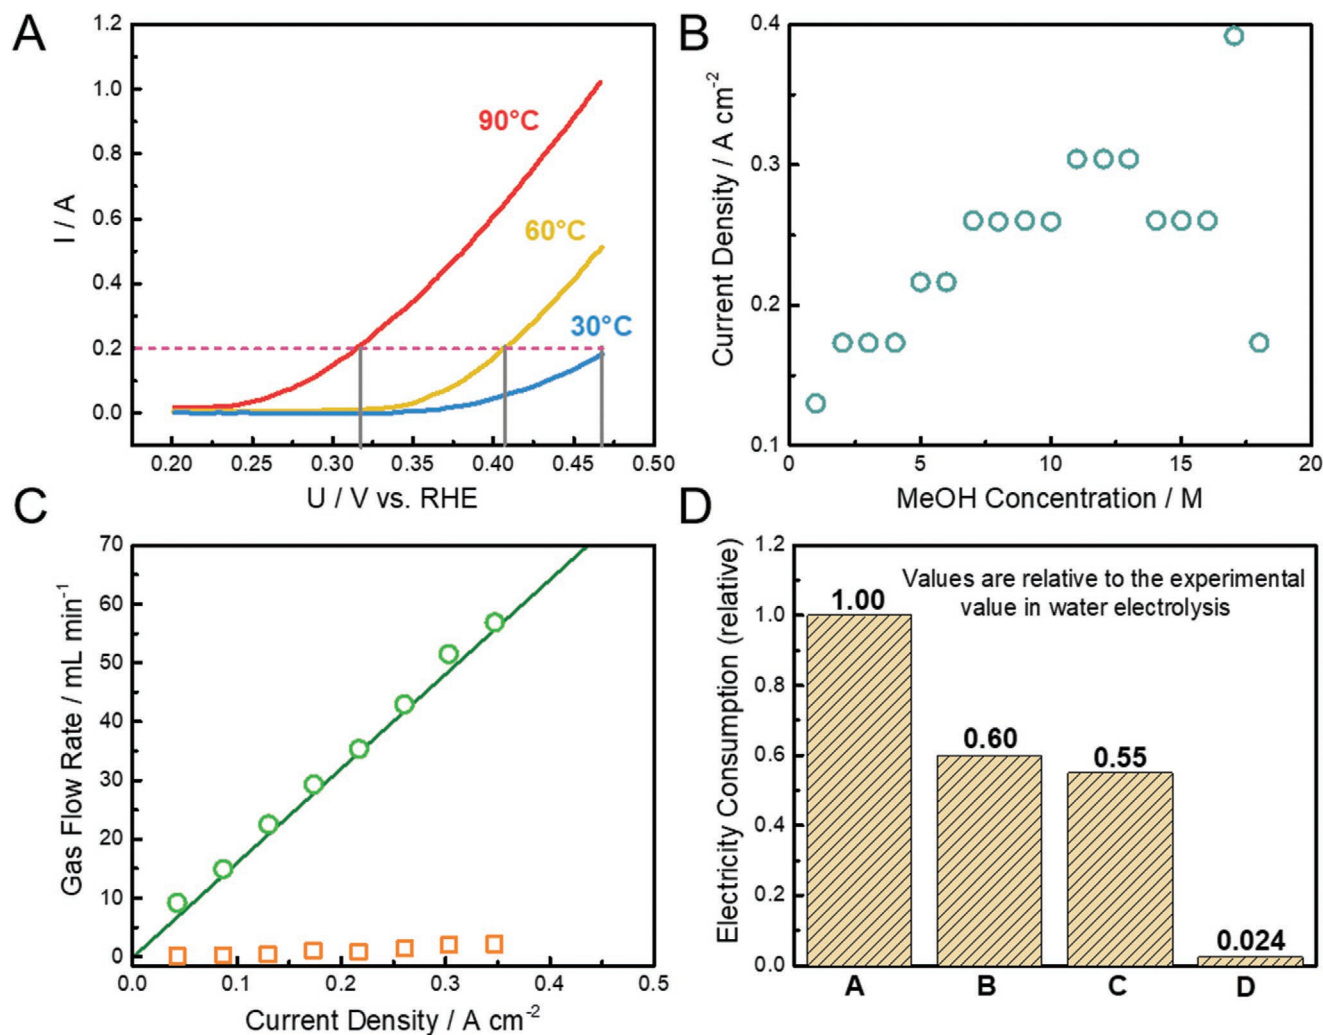 A
1.2
1.0
0.8
0.6
0.4
0.2
0.0
I / A
90°C
60°C
30°C
0.20
0.25
0.30
0.35
0.40
0.45
0.50
U / V vs. RHE
B
0.4
0.3
0.2
0.1
Current Density / A cm-2
0
5
10
15
20
MeOH Concentration / M
C
70
60
50
40
30
20
10
0
Gas Flow Rate / mL min-1
0.0
0.1
0.2
0.3
0.4
0.5
Current Density / A cm-2
D
1.2
1.0
0.8
0.6
0.4
0.2
0.0
Electricity Consumption (relative)
Values are relative to the experimental
value in water electrolysis
1.00
0.60
0.55
0.024
A
B
C
D